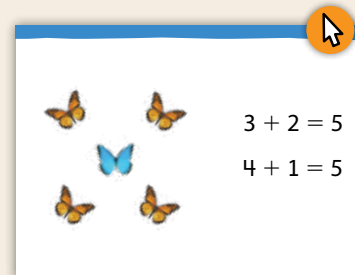 3 + 2 = 5
4 + 1 = 5